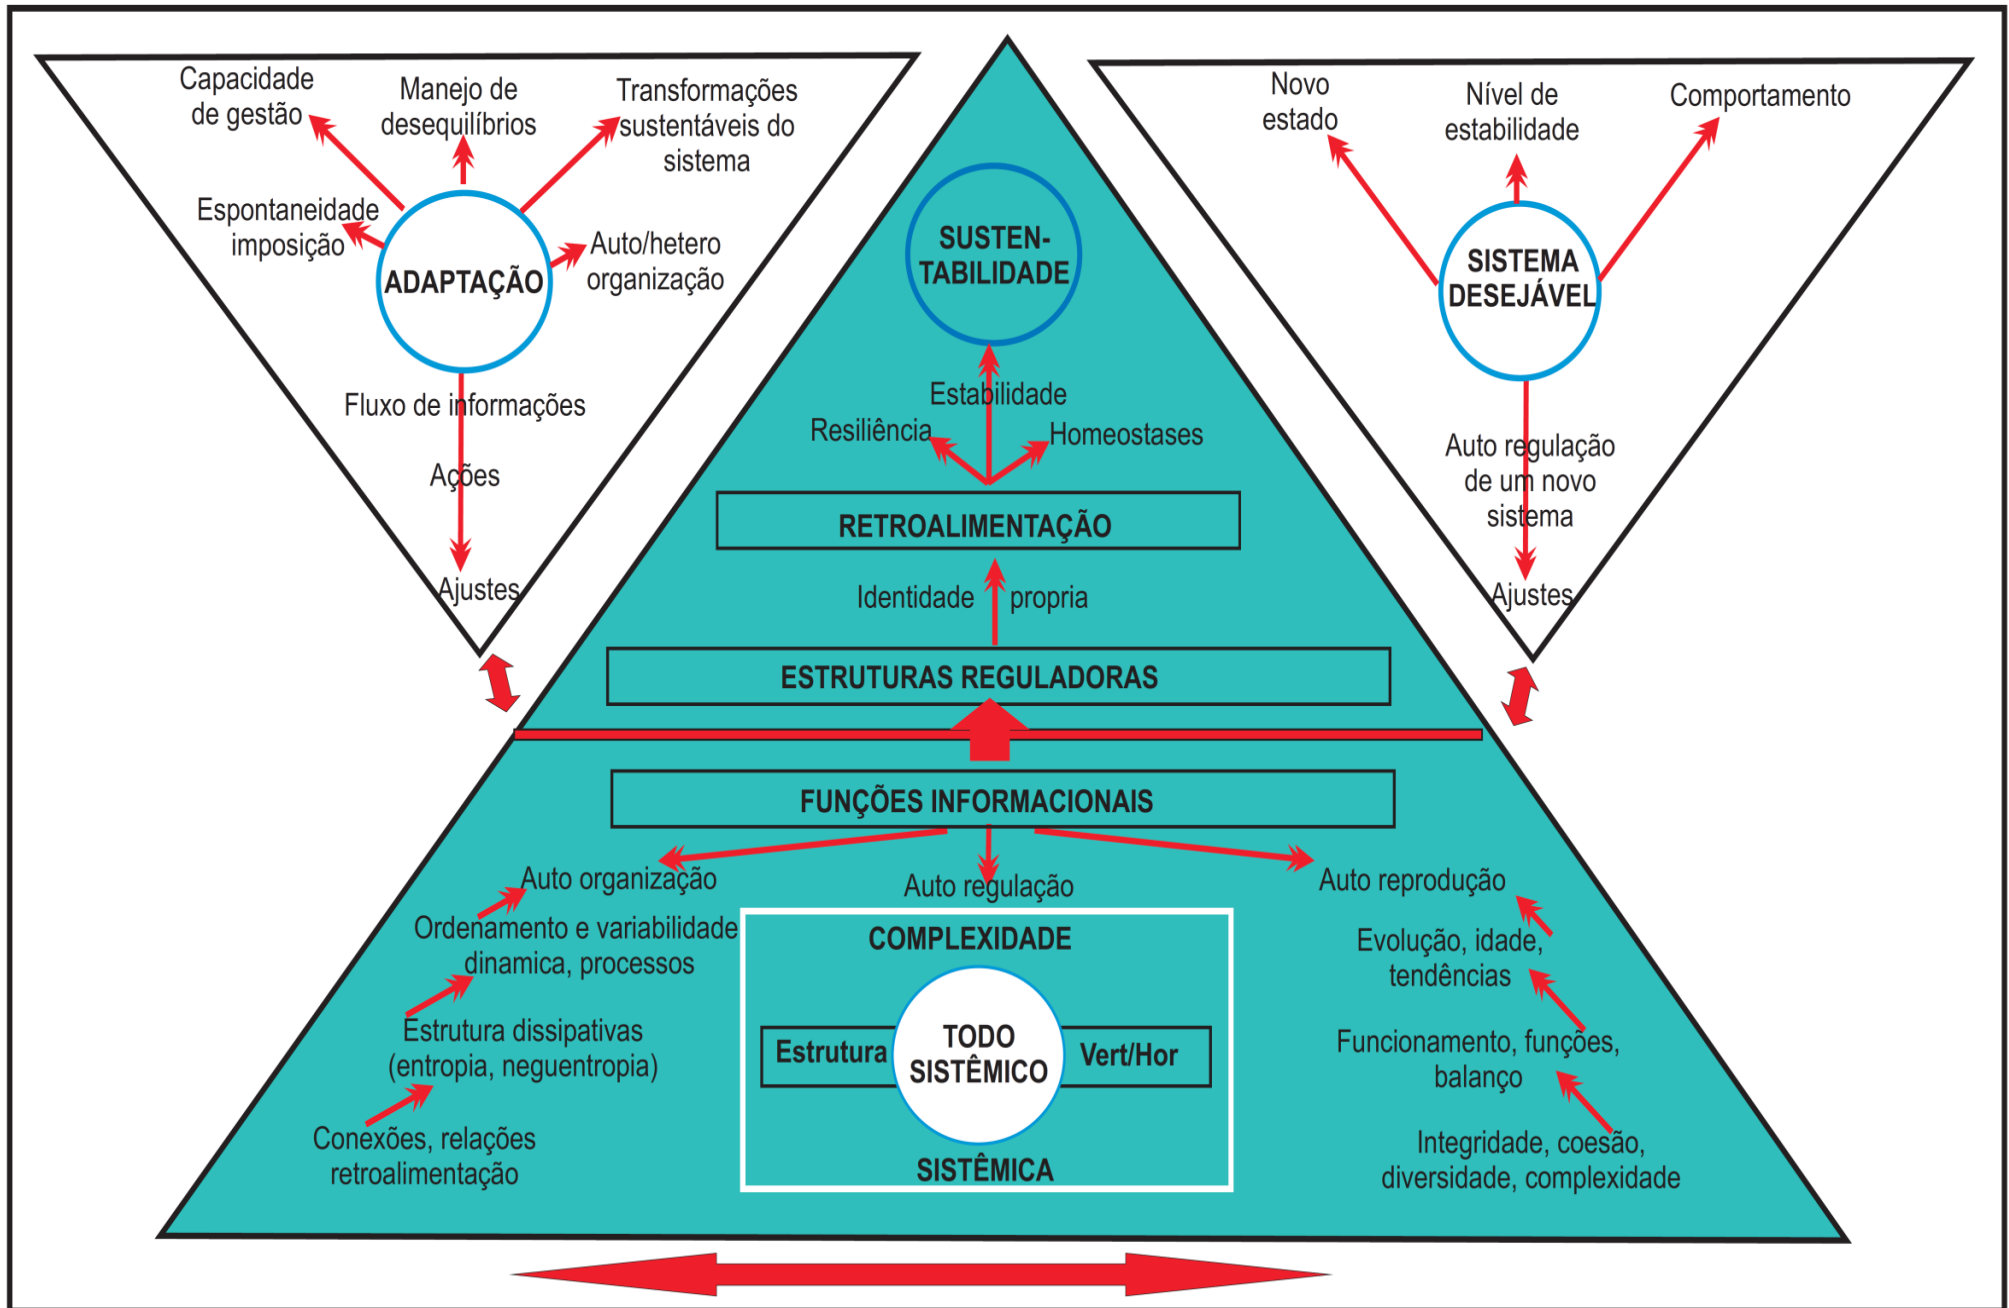 Capacidade
de gestão
Manejo de
desequilíbrios
Transformações
sustentáveis do
sistema
Espontaneidade
imposição
Auto/hetero
organização
ADAPTAÇÃO
Fluxo de informações
Ações
Ajustes
SUSTEN-
TABILIDADE
Estabilidade
Resiliência
Homeostases
RETROALIMENTAÇÃO
Identidade propria
ESTRUTURAS REGULADORAS
Novo
estado
Nível de
estabilidade
Comportamento
SISTEMA
DESEJÁVEL
Auto regulação
de um novo
sistema
Ajustes
FUNÇÕES INFORMACIONAIS
Auto organização
Auto regulação
Auto reprodução
Ordenamento e variabilidade
dinamica, processos
Estrutura dissipativas
(entropia, neguentropia)
Conexões, relações
retroalimentação
COMPLEXIDADE
Estrutura
TODO
SISTÊMICO
Vert/Hor
SISTÊMICA
Evolução, idade,
tendências
Funcionamento, funções,
balanço
Integridade, coesão,
diversidade, complexidade